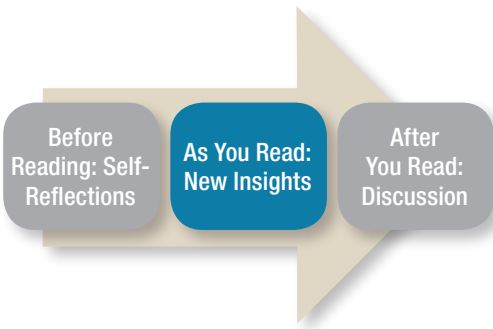 Before
Reading: Self-
Reflections
As You Read:
New Insights
After
You Read:
Discussion